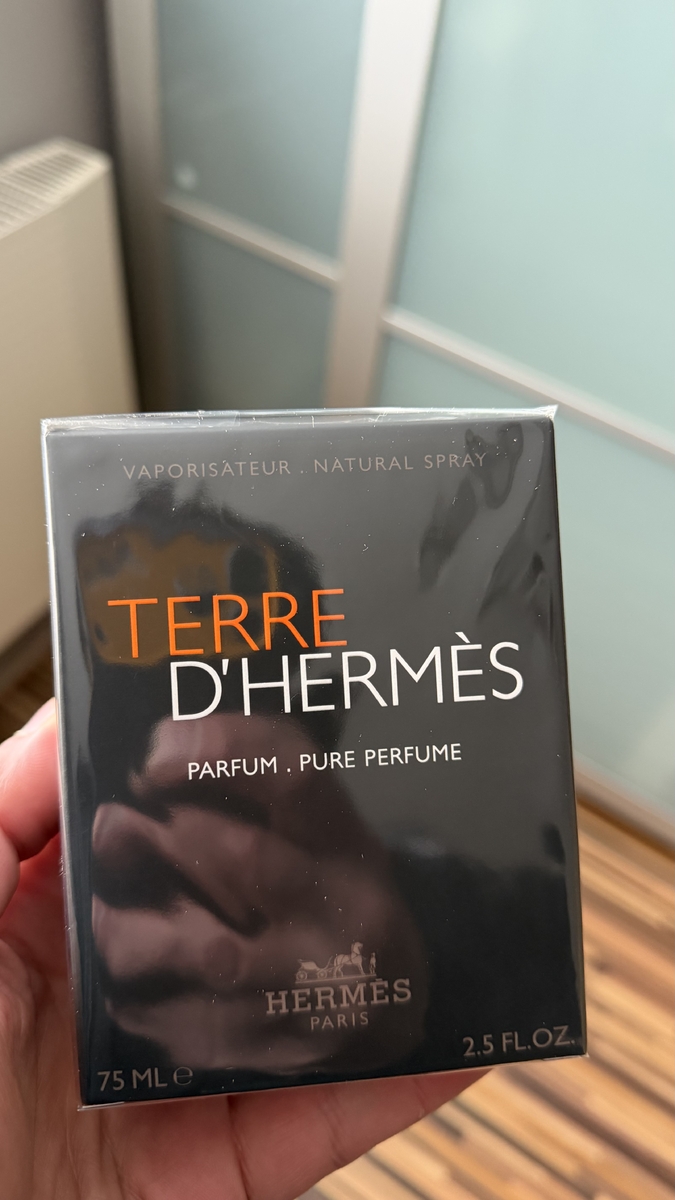 VAPORISATEUR . NATURAL SPRAY
TERRE
D'HERMÈS
PARFUM . PURE PERFUME
HERMÈS
PARIS
75 ML ℮
2.5 FL.OZ.